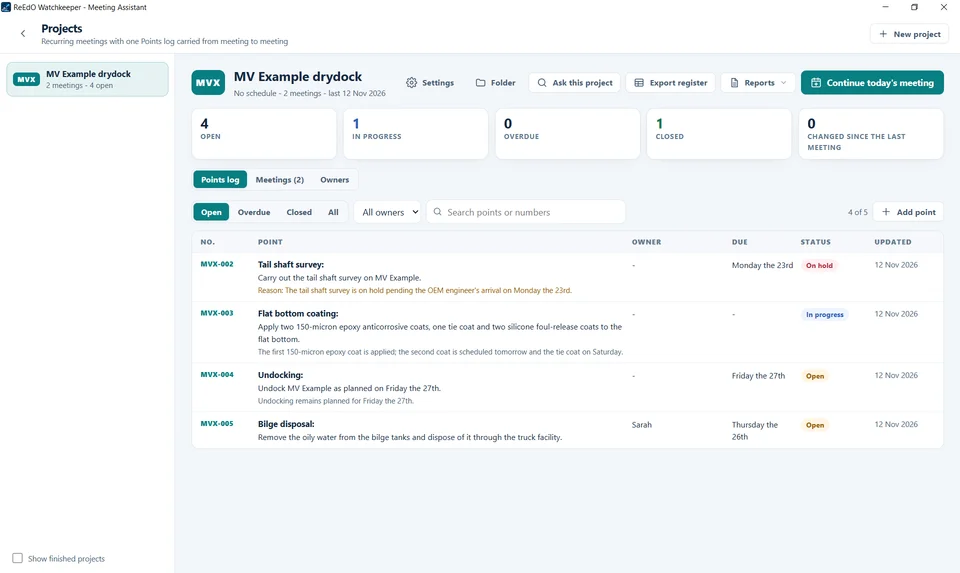 ReEdO Watchkeeper - Meeting Assistant
Projects
Recurring meetings with one Points log carried from meeting to meeting
New project
MVX
MV Example drydock
2 meetings - 4 open
MVX
MV Example drydock
No schedule - 2 meetings - last 12 Nov 2026
Settings
Folder
Ask this project
Export register
Reports
Continue today's meeting
4
OPEN
1
IN PROGRESS
0
OVERDUE
1
CLOSED
0
CHANGED SINCE THE LAST
MEETING
Points log
Meetings (2)
Owners
Open
Overdue
Closed
All
All owners
Search points or numbers
4 of 5
Add point
NO. POINT OWNER DUE STATUS UPDATED
MVX-002 Tail shaft survey: - Monday the 23rd On hold 12 Nov 2026
Carry out the tail shaft survey on MV Example.
Reason: The tail shaft survey is on hold pending the OEM engineer's arrival on Monday the 23rd.
MVX-003 Flat bottom coating: - - In progress 12 Nov 2026
Apply two 150-micron epoxy anticorrosive coats, one tie coat and two silicone foul-release coats to the
flat bottom.
The first 150-micron epoxy coat is applied; the second coat is scheduled tomorrow and the tie coat on Saturday.
MVX-004 Undocking: - Friday the 27th Open 12 Nov 2026
Undock MV Example as planned on Friday the 27th.
Undocking remains planned for Friday the 27th.
MVX-005 Bilge disposal: Sarah Thursday the Open 12 Nov 2026
26th
Remove the oily water from the bilge tanks and dispose of it through the truck facility.
Show finished projects